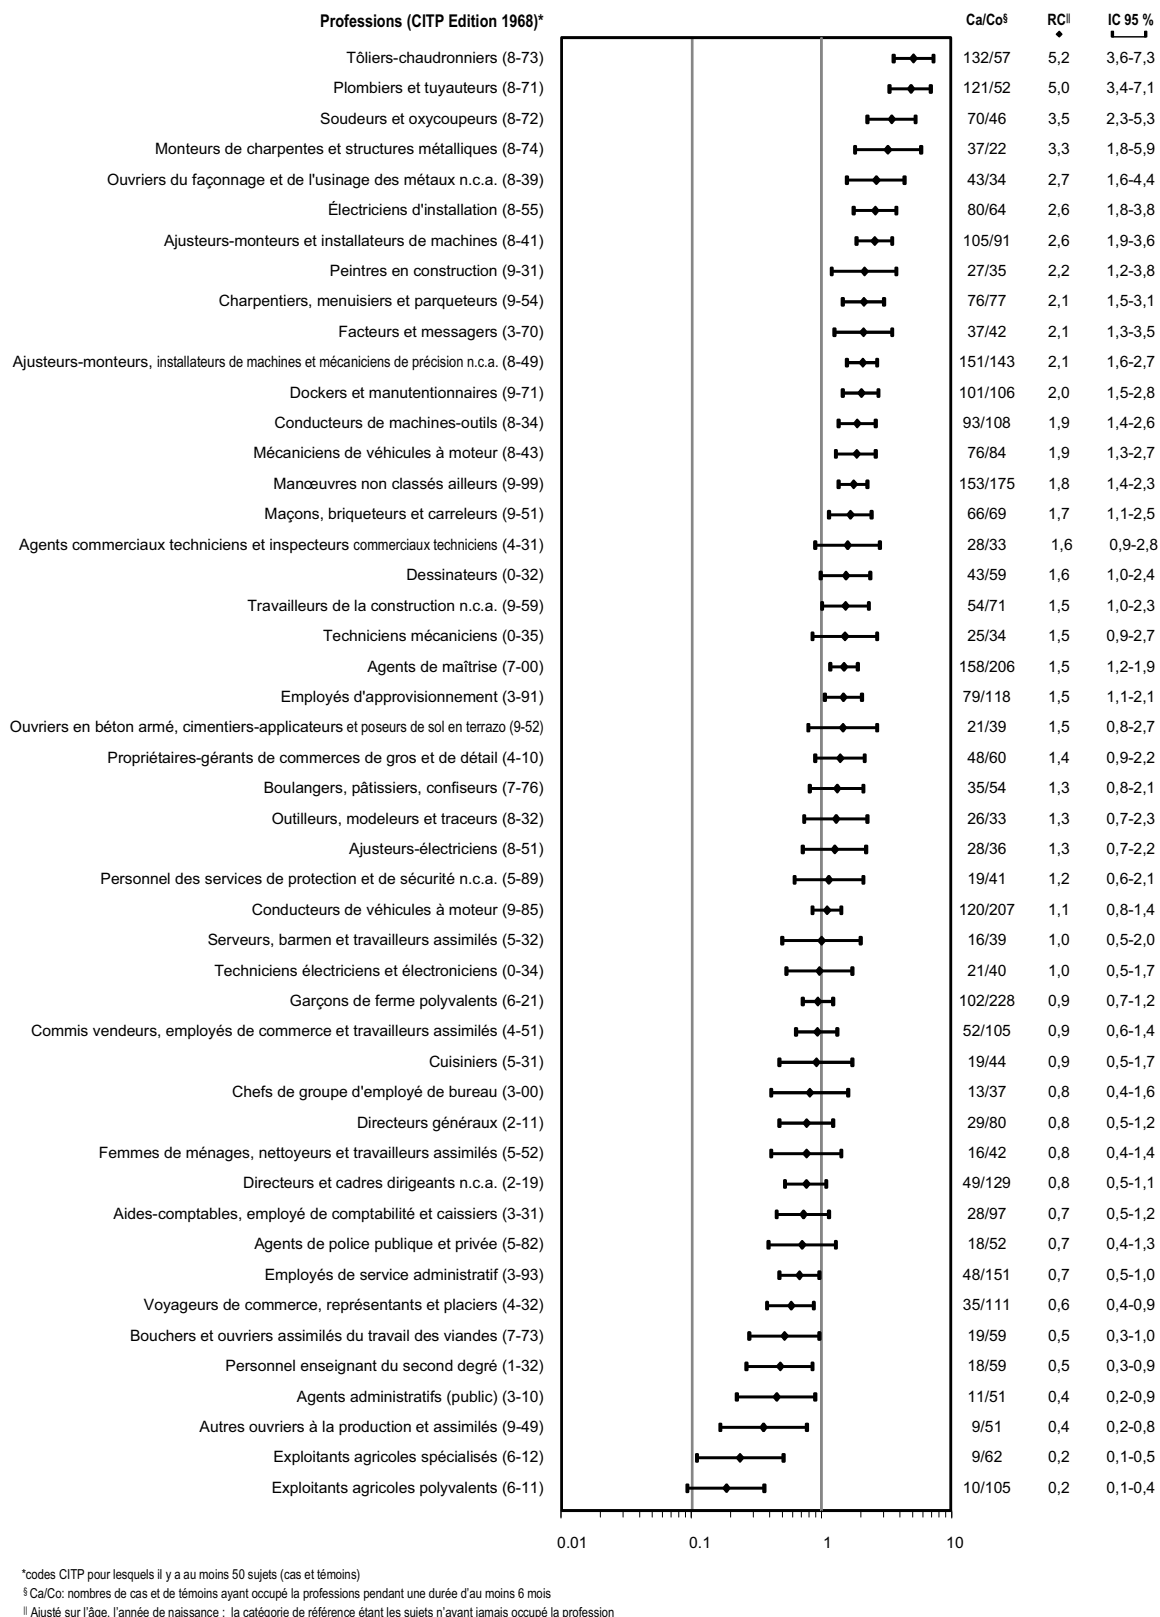 Professions (CITP Edition 1968)* Ca/Co§ RC|| IC 95 %
Tôliers-chaudronniers (8-73) 132/57 5,2 3,6-7,3
Plombiers et tuyauteurs (8-71) 121/52 5,0 3,4-7,1
Soudeurs et oxycoupeurs (8-72) 70/46 3,5 2,3-5,3
Monteurs de charpentes et structures métalliques (8-74) 37/22 3,3 1,8-5,9
Ouvriers du façonnage et de l'usinage des métaux n.c.a. (8-39) 43/34 2,7 1,6-4,4
Électriciens d'installation (8-55) 80/64 2,6 1,8-3,8
Ajusteurs-monteurs et installateurs de machines (8-41) 105/91 2,6 1,9-3,6
Peintres en construction (9-31) 27/35 2,2 1,2-3,8
Charpentiers, menuisiers et parqueteurs (9-54) 76/77 2,1 1,5-3,1
Facteurs et messagers (3-70) 37/42 2,1 1,3-3,5
Ajusteurs-monteurs, installateurs de machines et mécaniciens de précision n.c.a. (8-49) 151/143 2,1 1,6-2,7
Dockers et manutentionnaires (9-71) 101/106 2,0 1,5-2,8
Conducteurs de machines-outils (8-34) 93/108 1,9 1,4-2,6
Mécaniciens de véhicules à moteur (8-43) 76/84 1,9 1,3-2,7
Manœuvres non classés ailleurs (9-99) 153/175 1,8 1,4-2,3
Maçons, briqueteurs et carreleurs (9-51) 66/69 1,7 1,1-2,5
Agents commerciaux techniciens et inspecteurs commerciaux techniciens (4-31) 28/33 1,6 0,9-2,8
Dessinateurs (0-32) 43/59 1,6 1,0-2,4
Travailleurs de la construction n.c.a. (9-59) 54/71 1,5 1,0-2,3
Techniciens mécaniciens (0-35) 25/34 1,5 0,9-2,7
Agents de maîtrise (7-00) 158/206 1,5 1,2-1,9
Employés d'approvisionnement (3-91) 79/118 1,5 1,1-2,1
Ouvriers en béton armé, cimentiers-applicateurs et poseurs de sol en terrazo (9-52) 21/39 1,5 0,8-2,7
Propriétaires-gérants de commerces de gros et de détail (4-10) 48/60 1,4 0,9-2,2
Boulangers, pâtissiers, confiseurs (7-76) 35/54 1,3 0,8-2,1
Outilleurs, modeleurs et traceurs (8-32) 26/33 1,3 0,7-2,3
Ajusteurs-électriciens (8-51) 28/36 1,3 0,7-2,2
Personnel des services de protection et de sécurité n.c.a. (5-89) 19/41 1,2 0,6-2,1
Conducteurs de véhicules à moteur (9-85) 120/207 1,1 0,8-1,4
Serveurs, barmen et travailleurs assimilés (5-32) 16/39 1,0 0,5-2,0
Techniciens électriciens et électroniciens (0-34) 21/40 1,0 0,5-1,7
Garçons de ferme polyvalents (6-21) 102/228 0,9 0,7-1,2
Commis vendeurs, employés de commerce et travailleurs assimilés (4-51) 52/105 0,9 0,6-1,4
Cuisiniers (5-31) 19/44 0,9 0,5-1,7
Chefs de groupe d'employé de bureau (3-00) 13/37 0,8 0,4-1,6
Directeurs généraux (2-11) 29/80 0,8 0,5-1,2
Femmes de ménages, nettoyeurs et travailleurs assimilés (5-52) 16/42 0,8 0,4-1,4
Directeurs et cadres dirigeants n.c.a. (2-19) 49/129 0,8 0,5-1,1
Aides-comptables, employé de comptabilité et caissiers (3-31) 28/97 0,7 0,5-1,2
Agents de police publique et privée (5-82) 18/52 0,7 0,4-1,3
Employés de service administratif (3-93) 48/151 0,7 0,5-1,0
Voyageurs de commerce, représentants et placiers (4-32) 35/111 0,6 0,4-0,9
Bouchers et ouvriers assimilés du travail des viandes (7-73) 19/59 0,5 0,3-1,0
Personnel enseignant du second degré (1-32) 18/59 0,5 0,3-0,9
Agents administratifs (public) (3-10) 11/51 0,4 0,2-0,9
Autres ouvriers à la production et assimilés (9-49) 9/51 0,4 0,2-0,8
Exploitants agricoles spécialisés (6-12) 9/62 0,2 0,1-0,5
Exploitants agricoles polyvalents (6-11) 10/105 0,2 0,1-0,4
0.01 0.1 1 10
*codes CITP pour lesquels il y a au moins 50 sujets (cas et témoins)
§ Ca/Co: nombres de cas et de témoins ayant occupé la professions pendant une durée d'au moins 6 mois
|| Ajusté sur l'âge, l'année de naissance ; la catégorie de référence étant les sujets n'ayant jamais occupé la profession